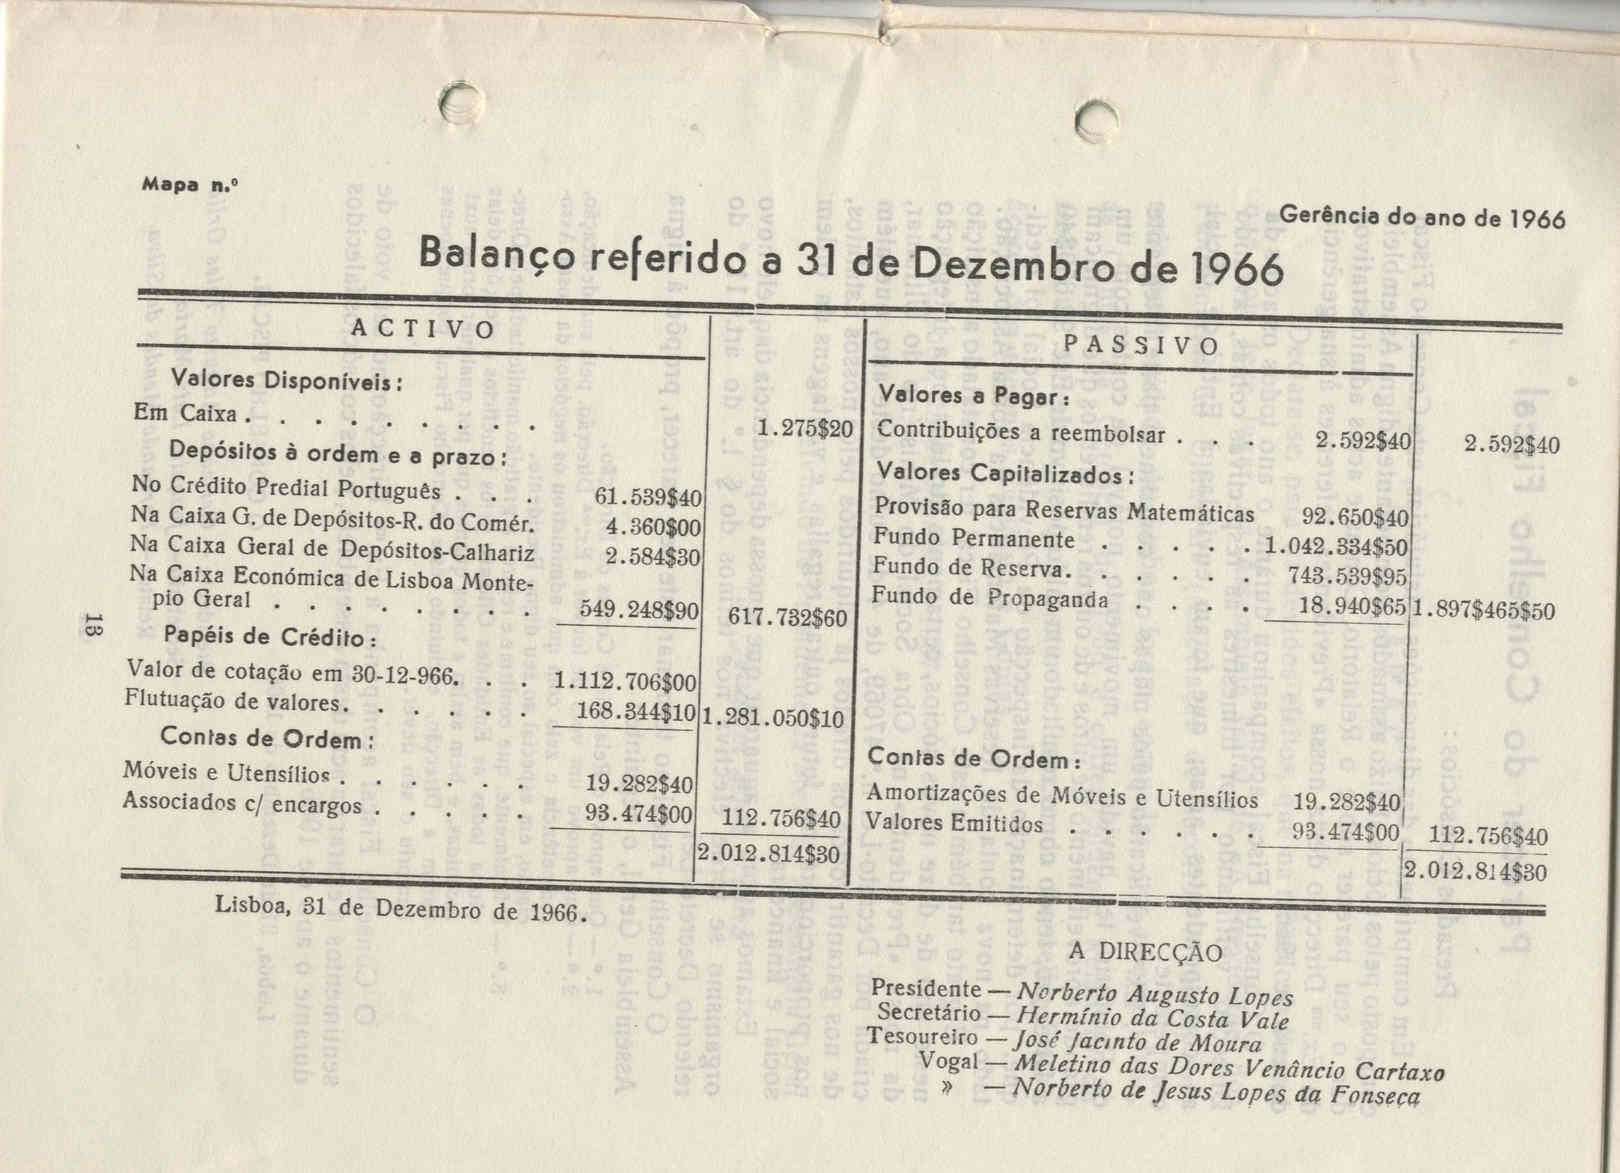 Mapa n.º
Gerência do ano de 1966
Balanço referido a 31 de Dezembro de 1966
ACTIVO
Valores Disponíveis:
Em Caixa . . . . . . . . . 1.275$20
Depósitos à ordem e a prazo:
No Crédito Predial Português . . . 61.539$40
Na Caixa G. de Depósitos-R. do Comér. 4.360$00
Na Caixa Geral de Depósitos-Calhariz 2.584$30
Na Caixa Económica de Lisboa Monte-
pio Geral . . . . . . . . 549.248$90 617.732$60
Papéis de Crédito:
Valor de cotação em 30-12-966. . . 1.112.706$00
Flutuação de valores. . . . . . 168.344$10 1.281.050$10
Contas de Ordem:
Móveis e Utensílios . . . . . . 19.282$40
Associados c/ encargos . . . . . 93.474$00 112.756$40
2.012.814$30
PASSIVO
Valores a Pagar:
Contribuições a reembolsar . . . 2.592$40 2.592$40
Valores Capitalizados:
Provisão para Reservas Matemáticas 92.650$40
Fundo Permanente . . . . . 1.042.334$50
Fundo de Reserva. . . . . . 743.539$95
Fundo de Propaganda . . . . 18.940$65 1.897$465$50
Contas de Ordem:
Amortizações de Móveis e Utensílios 19.282$40
Valores Emitidos . . . . . . 93.474$00 112.756$40
2.012.814$30
Lisboa, 31 de Dezembro de 1966.
A DIRECÇÃO
Presidente — Norberto Augusto Lopes
Secretário — Hermínio da Costa Vale
Tesoureiro — José Jacinto de Moura
Vogal — Meletino das Dores Venâncio Cartaxo
» — Norberto de Jesus Lopes da Fonseca
13